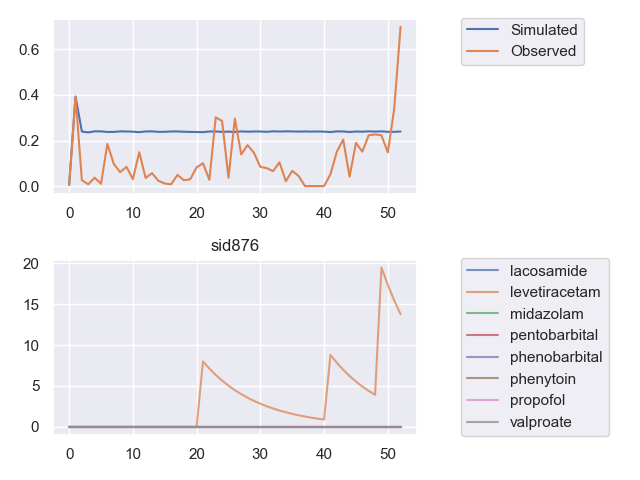 0.6
0.4
0.2
0.0
0 10 20 30 40 50
Simulated
Observed
sid876
20
15
10
5
0
0 10 20 30 40 50
lacosamide
levetiracetam
midazolam
pentobarbital
phenobarbital
phenytoin
propofol
valproate